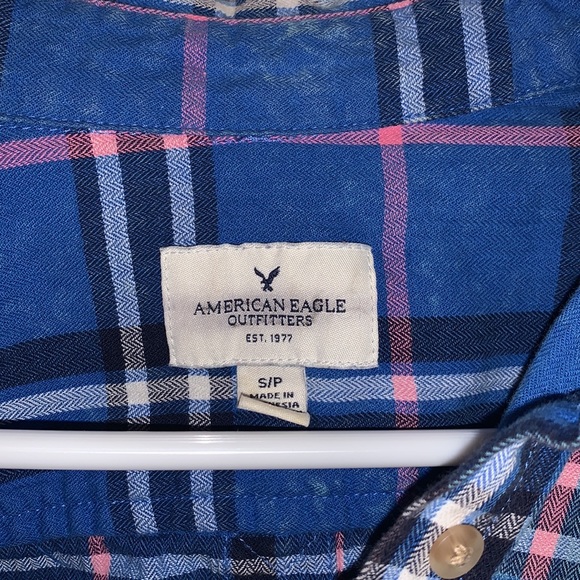 AMERICAN EAGLE
OUTFITTERS
EST. 1977
S/P
MADE IN